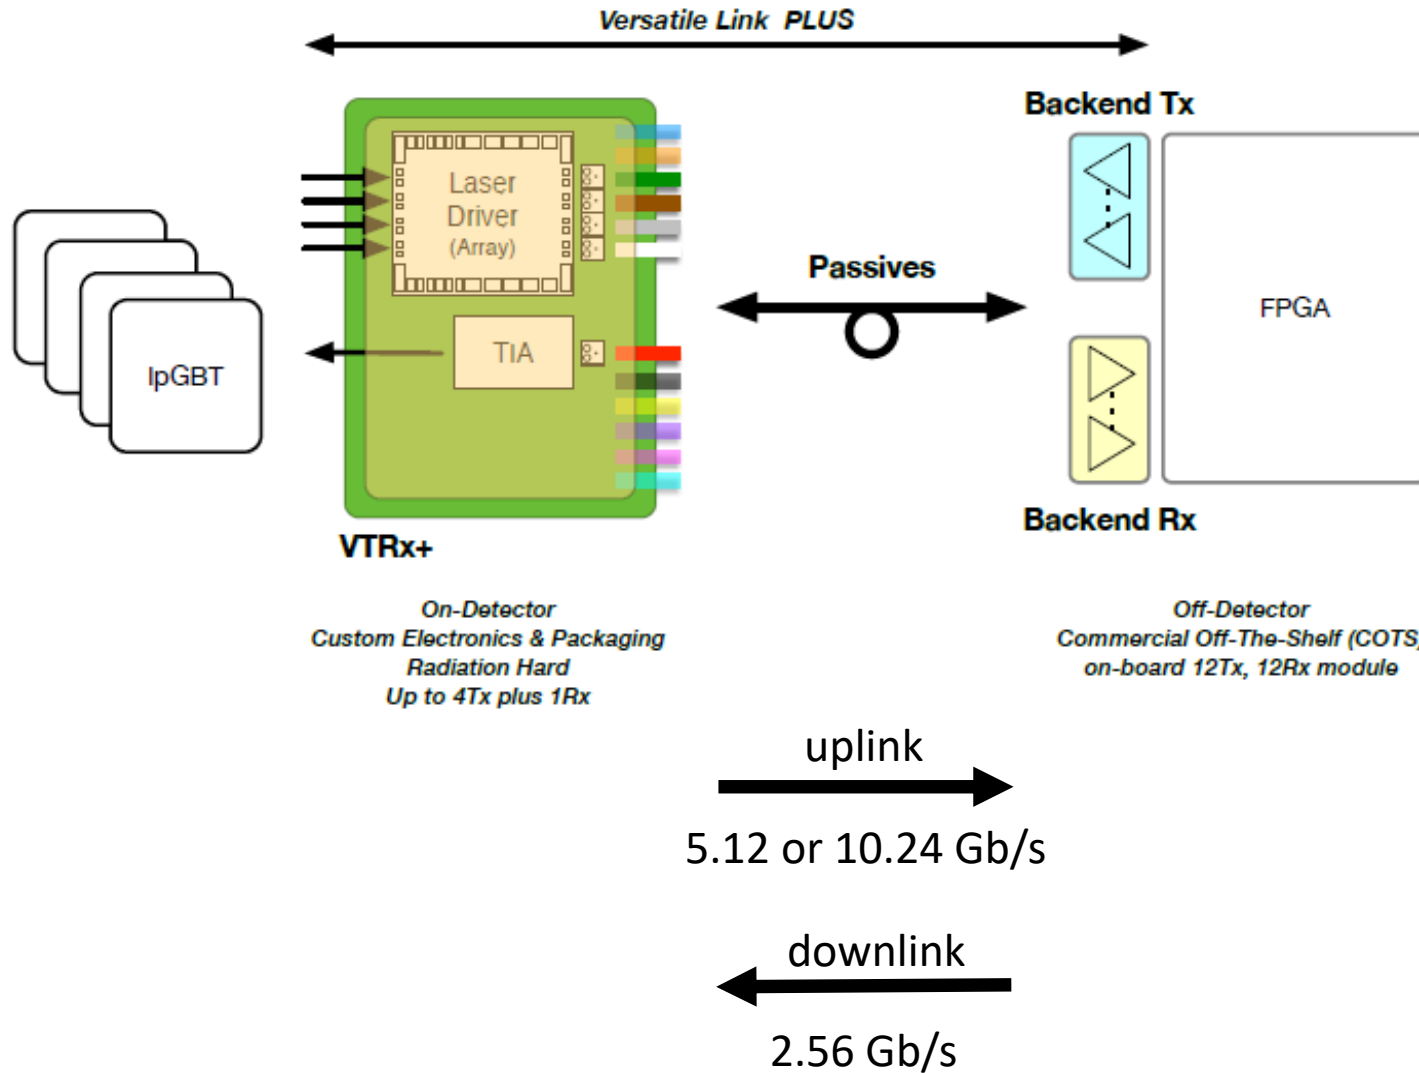 Versatile Link PLUS
Backend Tx
Laser
Driver
(Array)
Passives
FPGA
TIA
lpGBT
Backend Rx
VTRx+
On-Detector
Custom Electronics & Packaging
Radiation Hard
Up to 4Tx plus 1Rx
Off-Detector
Commercial Off-The-Shelf (COTS)
on-board 12Tx, 12Rx module
uplink
5.12 or 10.24 Gb/s
downlink
2.56 Gb/s